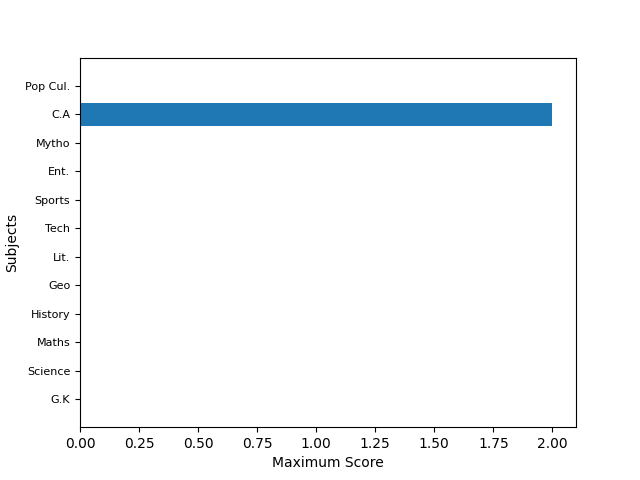 Pop Cul.
C.A
Mytho
Ent.
Sports
Tech
Lit.
Geo
History
Maths
Science
G.K
Subjects
0.00 0.25 0.50 0.75 1.00 1.25 1.50 1.75 2.00
Maximum Score